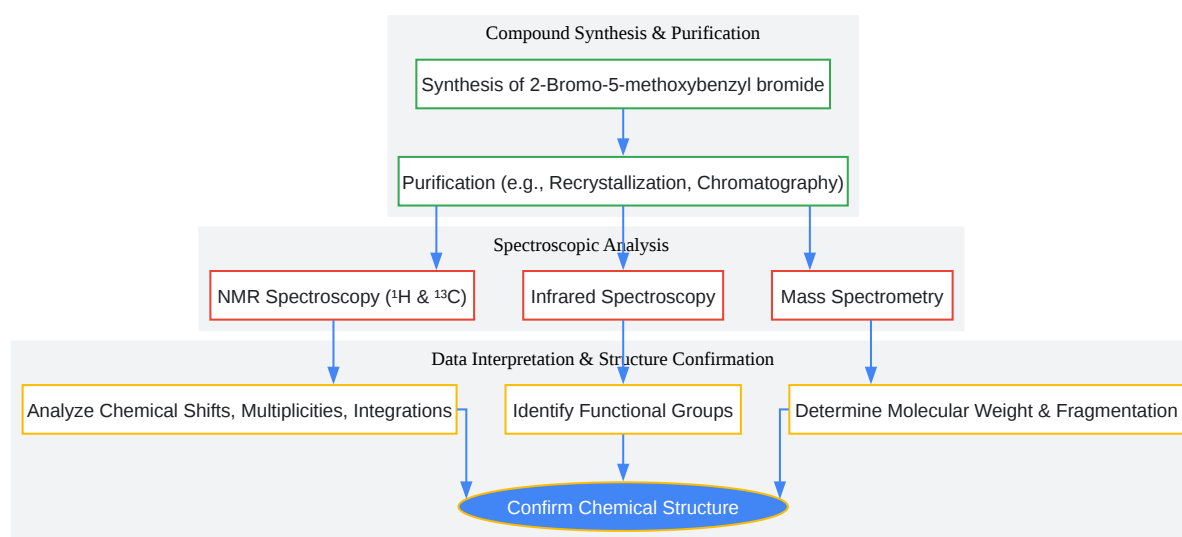 Compound Synthesis & Purification
Synthesis of 2-Bromo-5-methoxybenzyl bromide
Purification (e.g., Recrystallization, Chromatography)
Spectroscopic Analysis
NMR Spectroscopy (¹H & ¹³C)
Infrared Spectroscopy
Mass Spectrometry
Data Interpretation & Structure Confirmation
Analyze Chemical Shifts, Multiplicities, Integrations
Identify Functional Groups
Determine Molecular Weight & Fragmentation
Confirm Chemical Structure